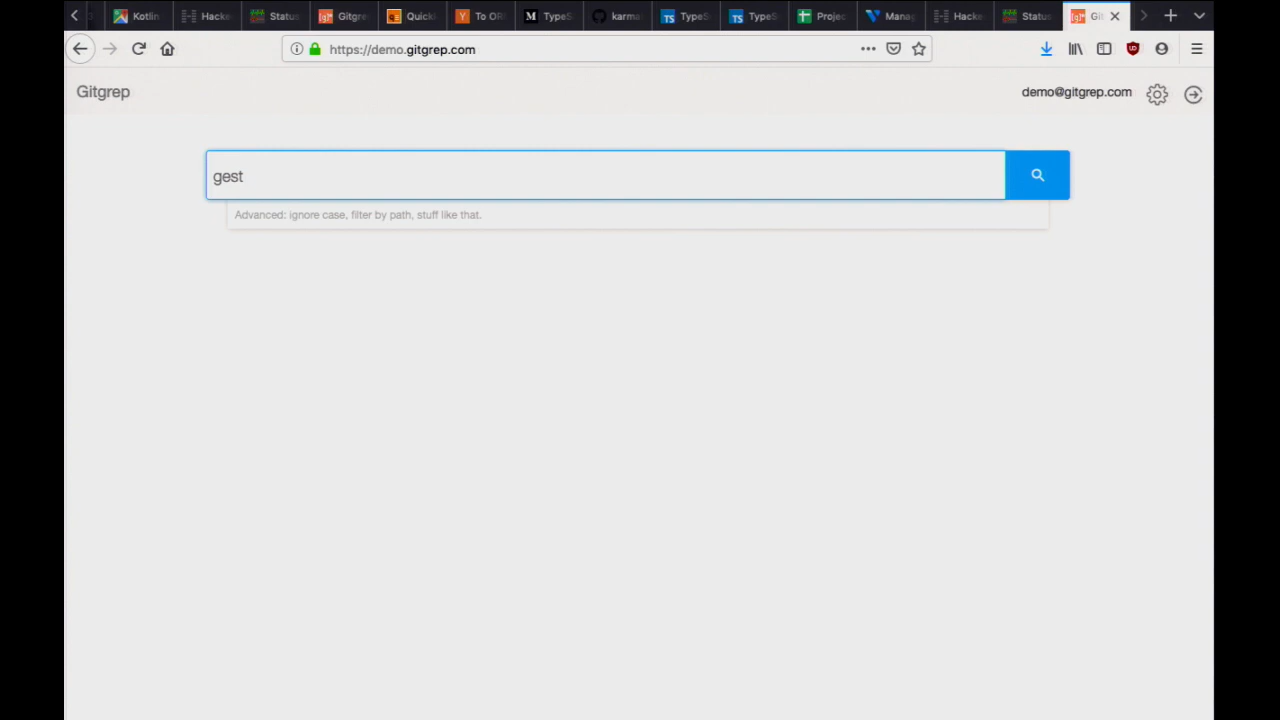 Kotlin Hacke Status Gitgre Quick To OR TypeS karma TypeS TypeS Projec Manag Hacke Status Git
https://demo.gitgrep.com
Gitgrep demo@gitgrep.com
gest
Advanced: ignore case, filter by path, stuff like that.